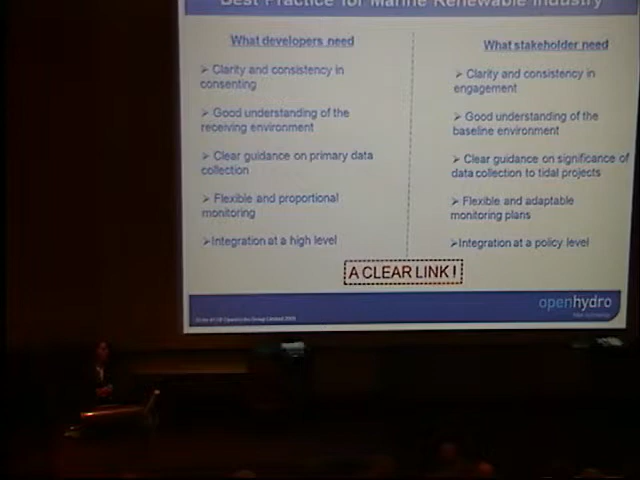 Best Practice for Marine Renewable Industry
What developers need
➢ Clarity and consistency in
consenting
➢ Good understanding of the
receiving environment
➢ Clear guidance on primary data
collection
➢ Flexible and proportional
monitoring
➢Integration at a high level
What stakeholder need
➢ Clarity and consistency in
engagement
➢ Good understanding of the
baseline environment
➢ Clear guidance on significance of
data collection to tidal projects
➢ Flexible and adaptable
monitoring plans
➢Integration at a policy level
A CLEAR LINK !
openhydro